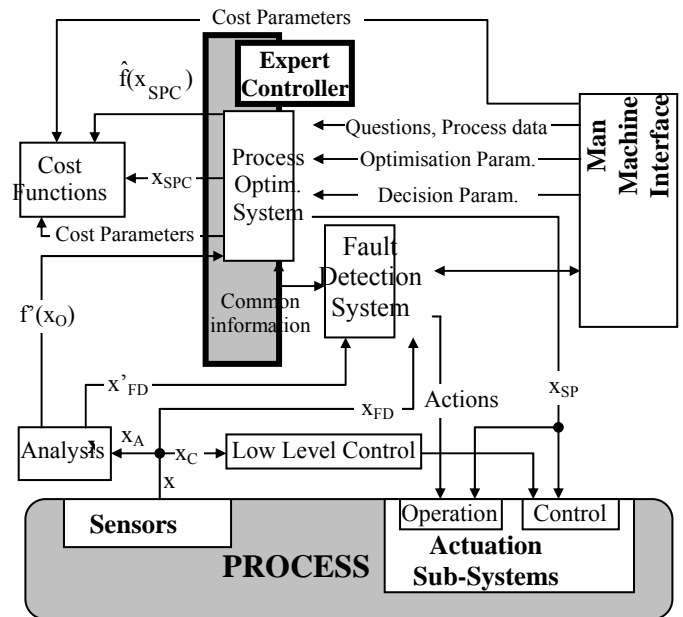 Cost Parameters
Expert
Controller
f̂(x_SPC)
Man
Machine
Interface
Questions, Process data
Optimisation Param.
Decision Param.
Cost
Functions
x_SPC
Process
Optim.
System
Cost Parameters
Fault
Detection
System
Common
information
f'(x_O)
x'_FD
x_FD
Actions
x_SP
Analysis
x_A
x_C
Low Level Control
x
Sensors
Operation
Control
Actuation
Sub-Systems
PROCESS